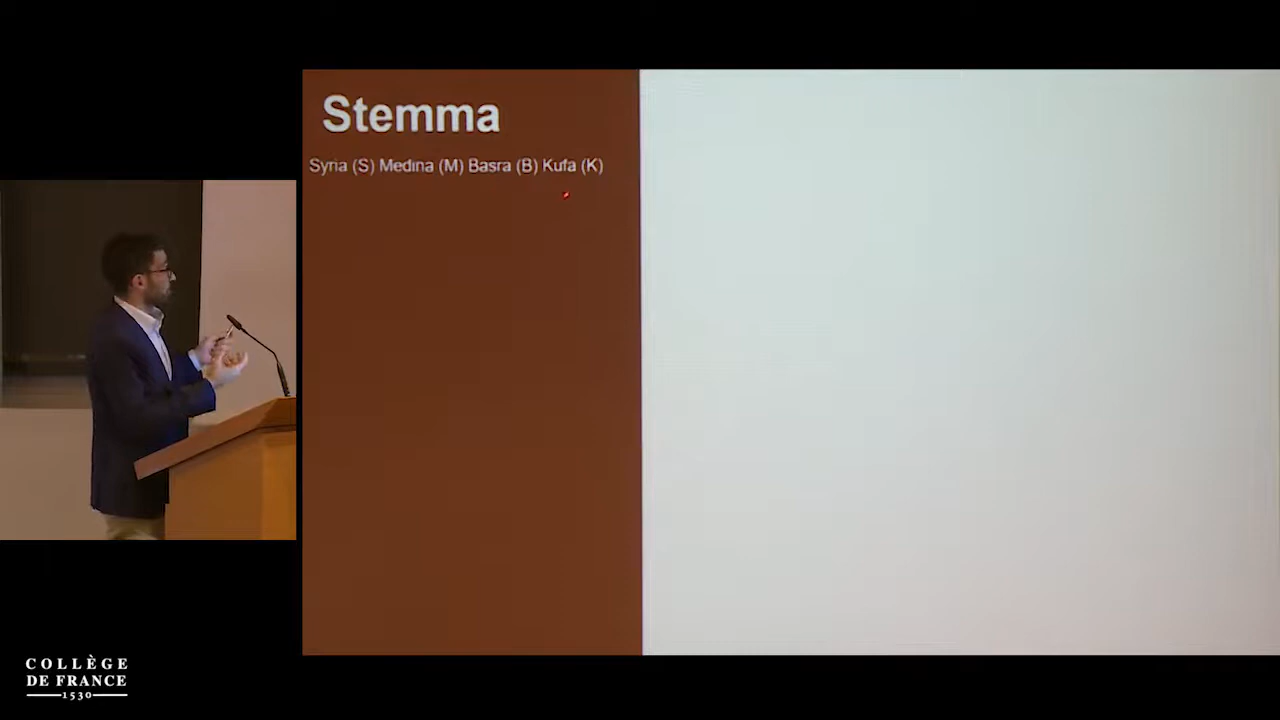 Stemma
Syria (S) Medina (M) Basra (B) Kufa (K)
COLLÈGE
DE FRANCE
1530